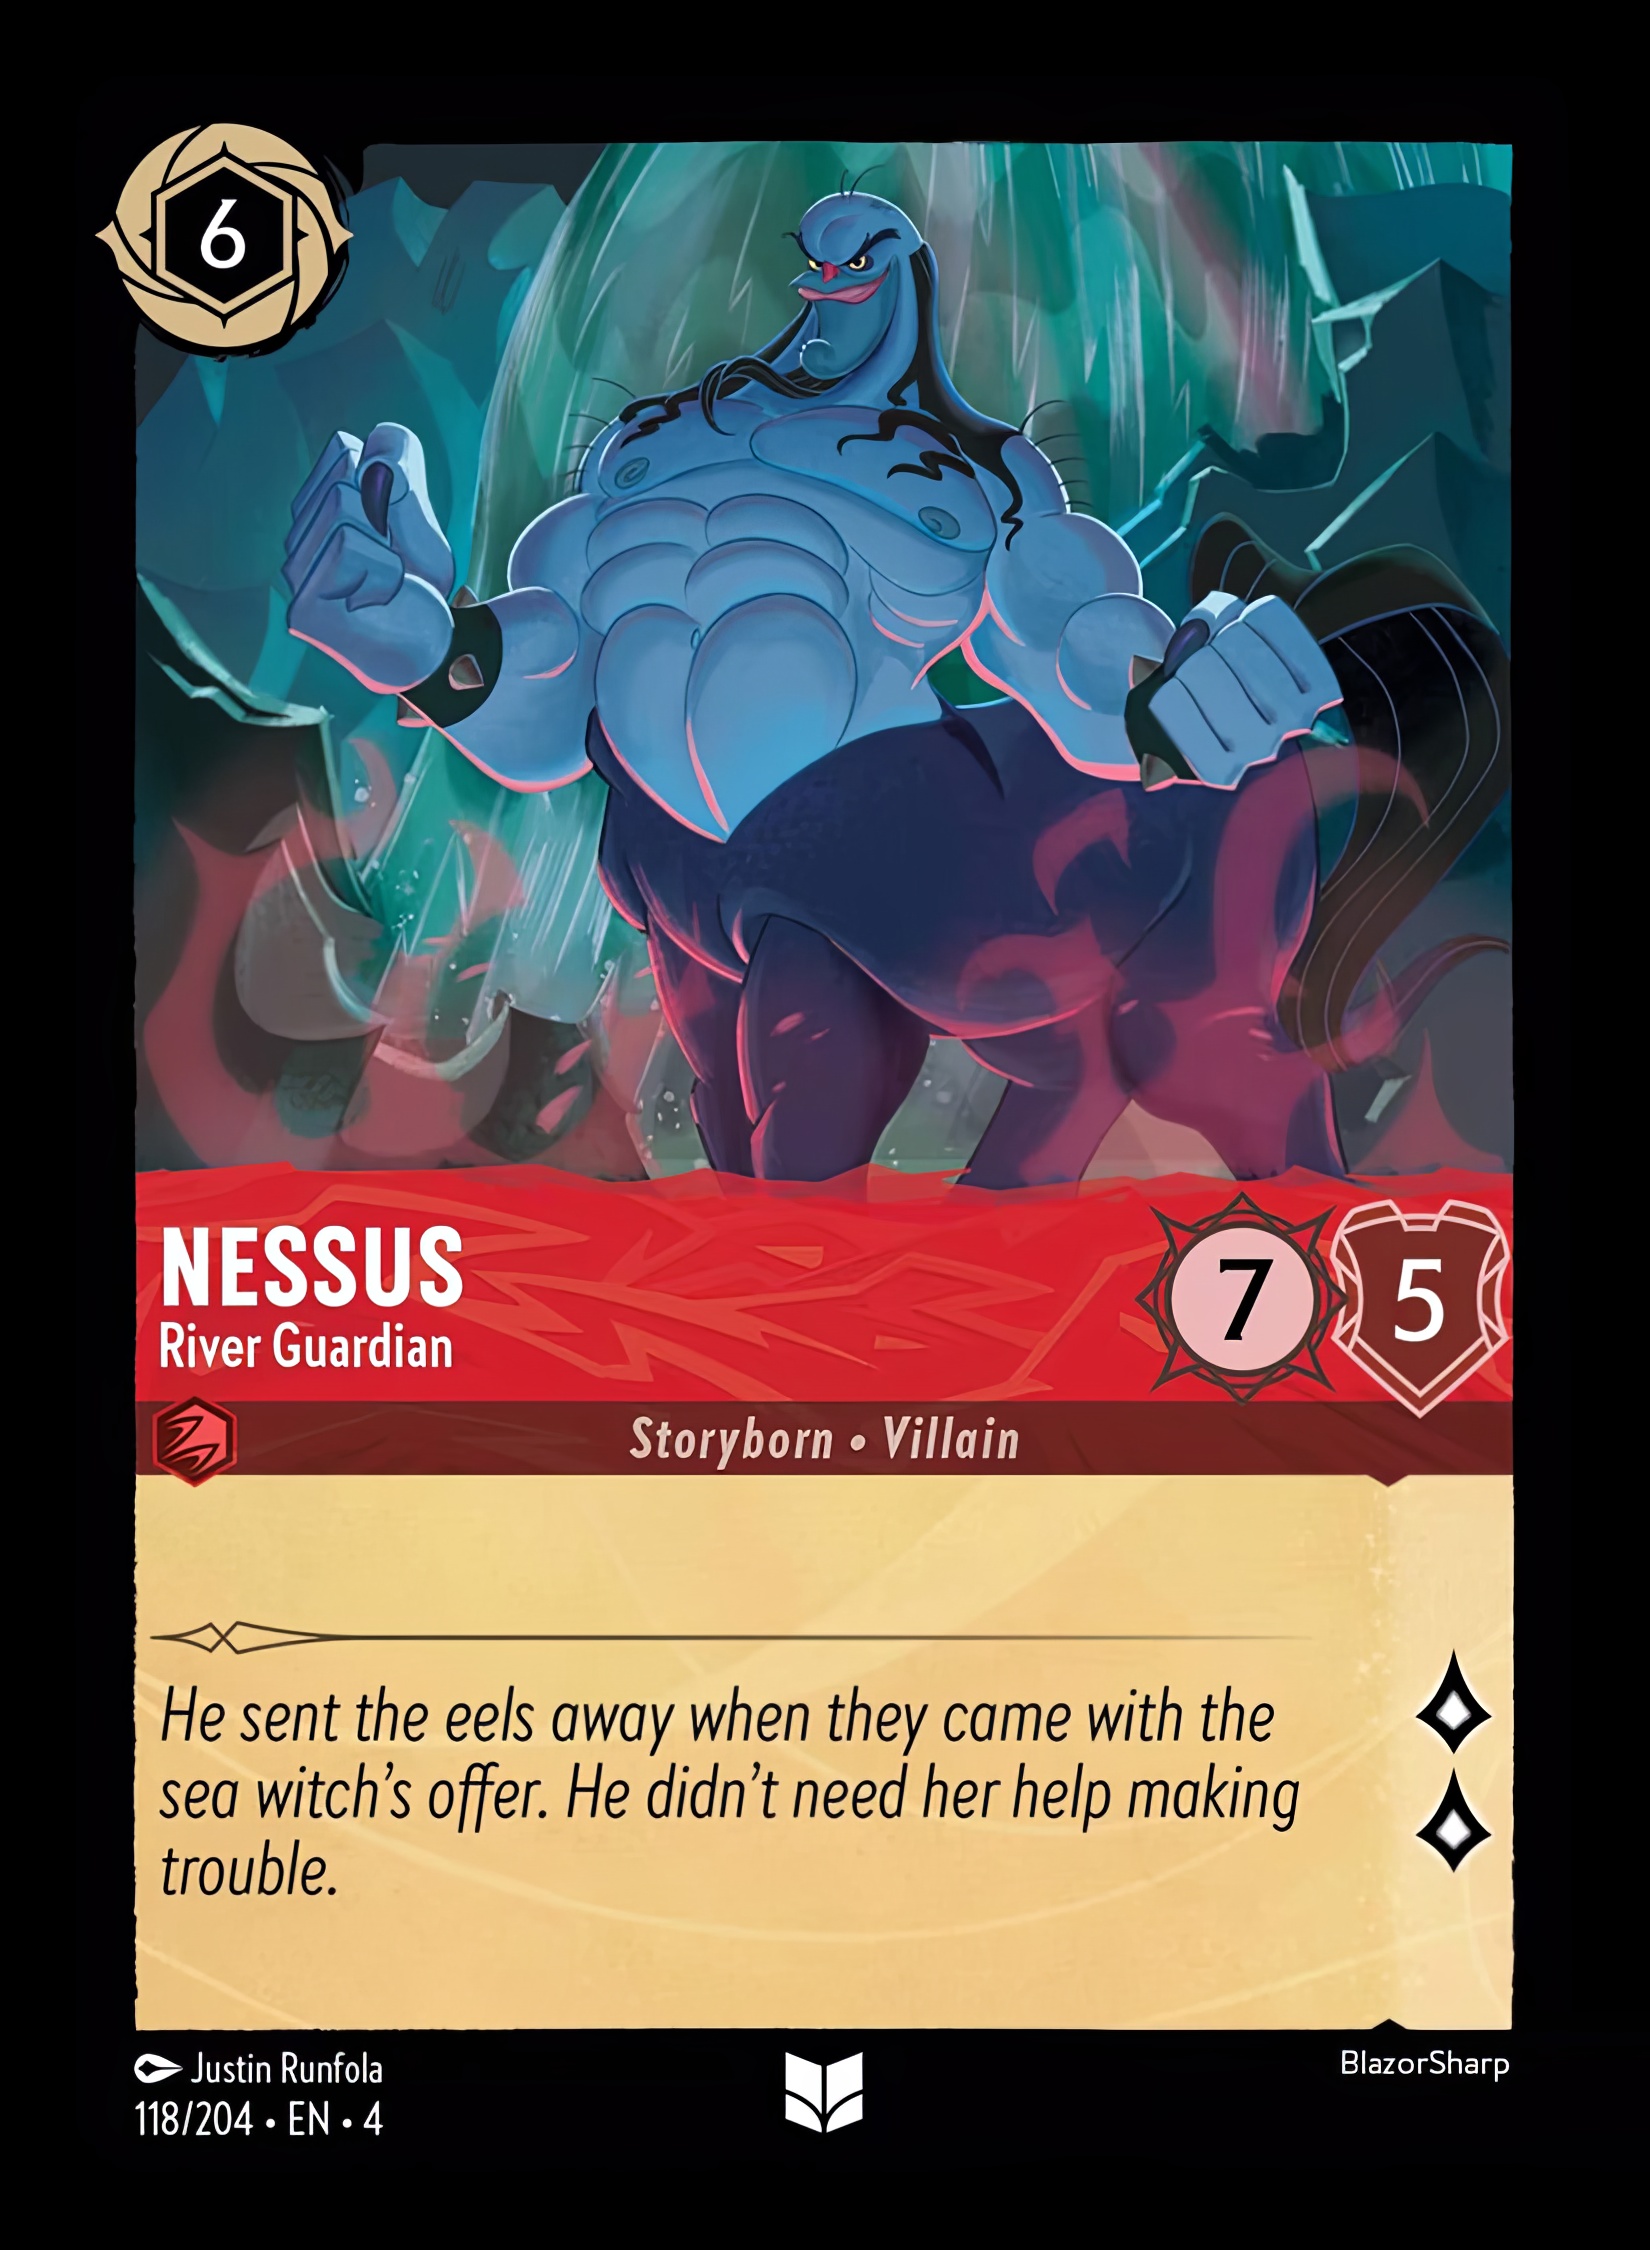 6
NESSUS
River Guardian
7
5
Storyborn • Villain
He sent the eels away when they came with the
sea witch’s offer. He didn’t need her help making
trouble.
Justin Runfola
118/204 • EN • 4
BlazorSharp